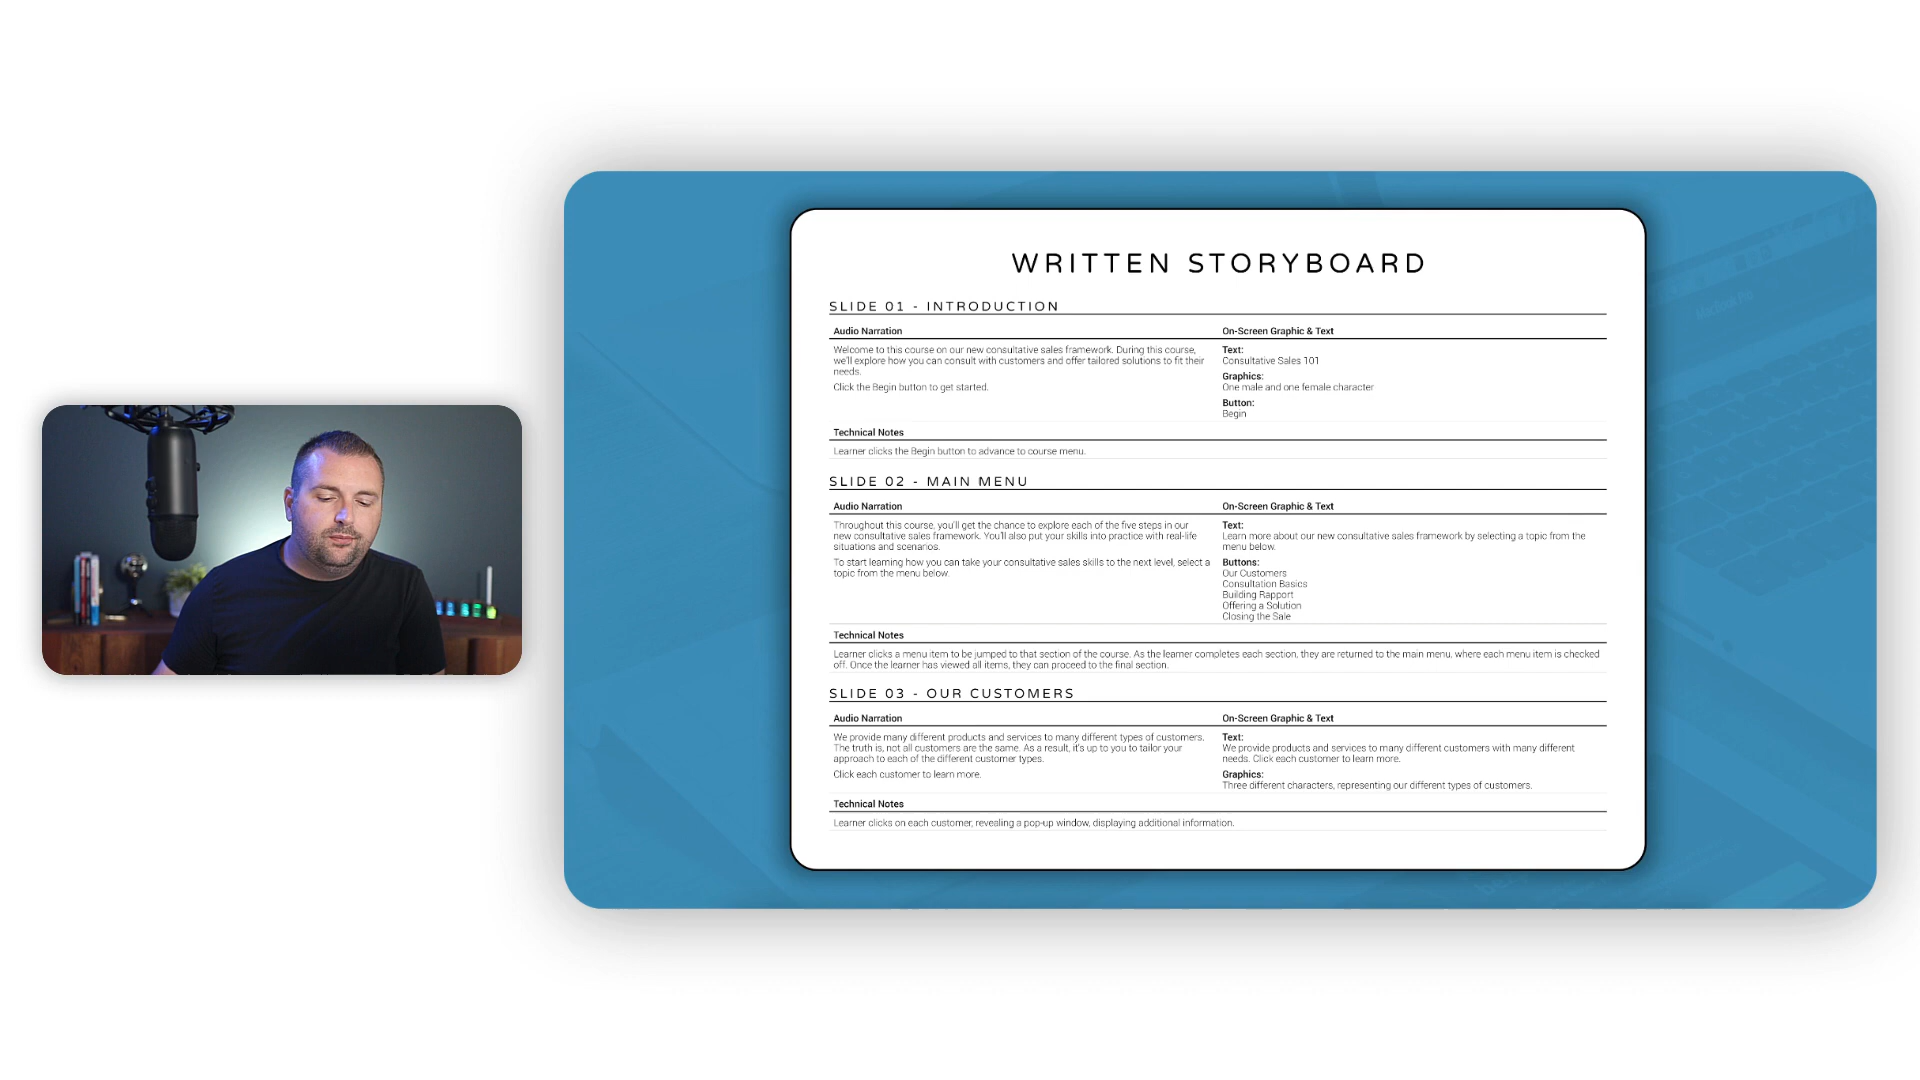 WRITTEN STORYBOARD
SLIDE 01 - INTRODUCTION
Audio Narration
On-Screen Graphic & Text
Welcome to this course on our new consultative sales framework. During this course,
we'll explore how you can consult with customers and offer tailored solutions to fit their
needs.
Click the Begin button to get started.
Text:
Consultative Sales 101
Graphics:
One male and one female character
Button:
Begin
Technical Notes
Learner clicks the Begin button to advance to course menu.
SLIDE 02 - MAIN MENU
Audio Narration
On-Screen Graphic & Text
Throughout this course, you'll get the chance to explore each of the five steps in our
new consultative sales framework. You'll also put your skills into practice with real-life
situations and scenarios.
To start learning how you can take your consultative sales skills to the next level, select a
topic from the menu below.
Text:
Learn more about our new consultative sales framework by selecting a topic from the
menu below.
Buttons:
Our Customers
Consultation Basics
Building Rapport
Offering a Solution
Closing the Sale
Technical Notes
Learner clicks a menu item to be jumped to that section of the course. As the learner completes each section, they are returned to the main menu, where each menu item is checked
off. Once the learner has viewed all items, they can proceed to the final section.
SLIDE 03 - OUR CUSTOMERS
Audio Narration
On-Screen Graphic & Text
We provide many different products and services to many different types of customers.
The truth is, not all customers are the same. As a result, it's up to you to tailor your
approach to each of the different customer types.
Click each customer to learn more.
Text:
We provide products and services to many different customers with many different
needs. Click each customer to learn more.
Graphics:
Three different characters, representing our different types of customers.
Technical Notes
Learner clicks on each customer, revealing a pop-up window, displaying additional information.
MacBook Pro